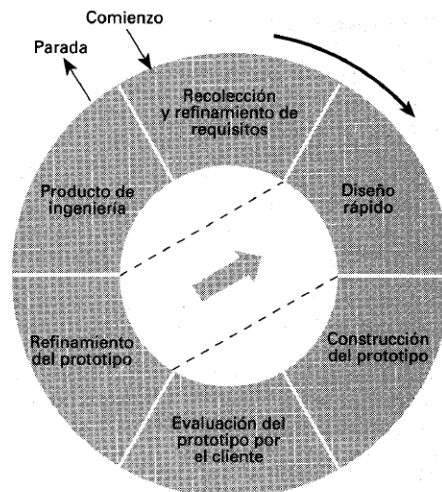 Comienzo
Parada
Recolección
y refinamiento de
requisitos
Diseño
rápido
Construcción
del prototipo
Evaluación del
prototipo por
el cliente
Refinamiento
del prototipo
Producto de
ingeniería